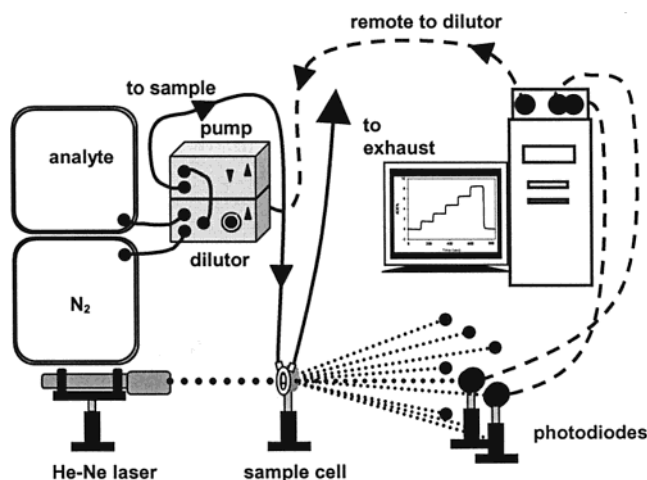 remote to dilutor
to sample
pump
to
exhaust
analyte
dilutor
N₂
photodiodes
He-Ne laser
sample cell